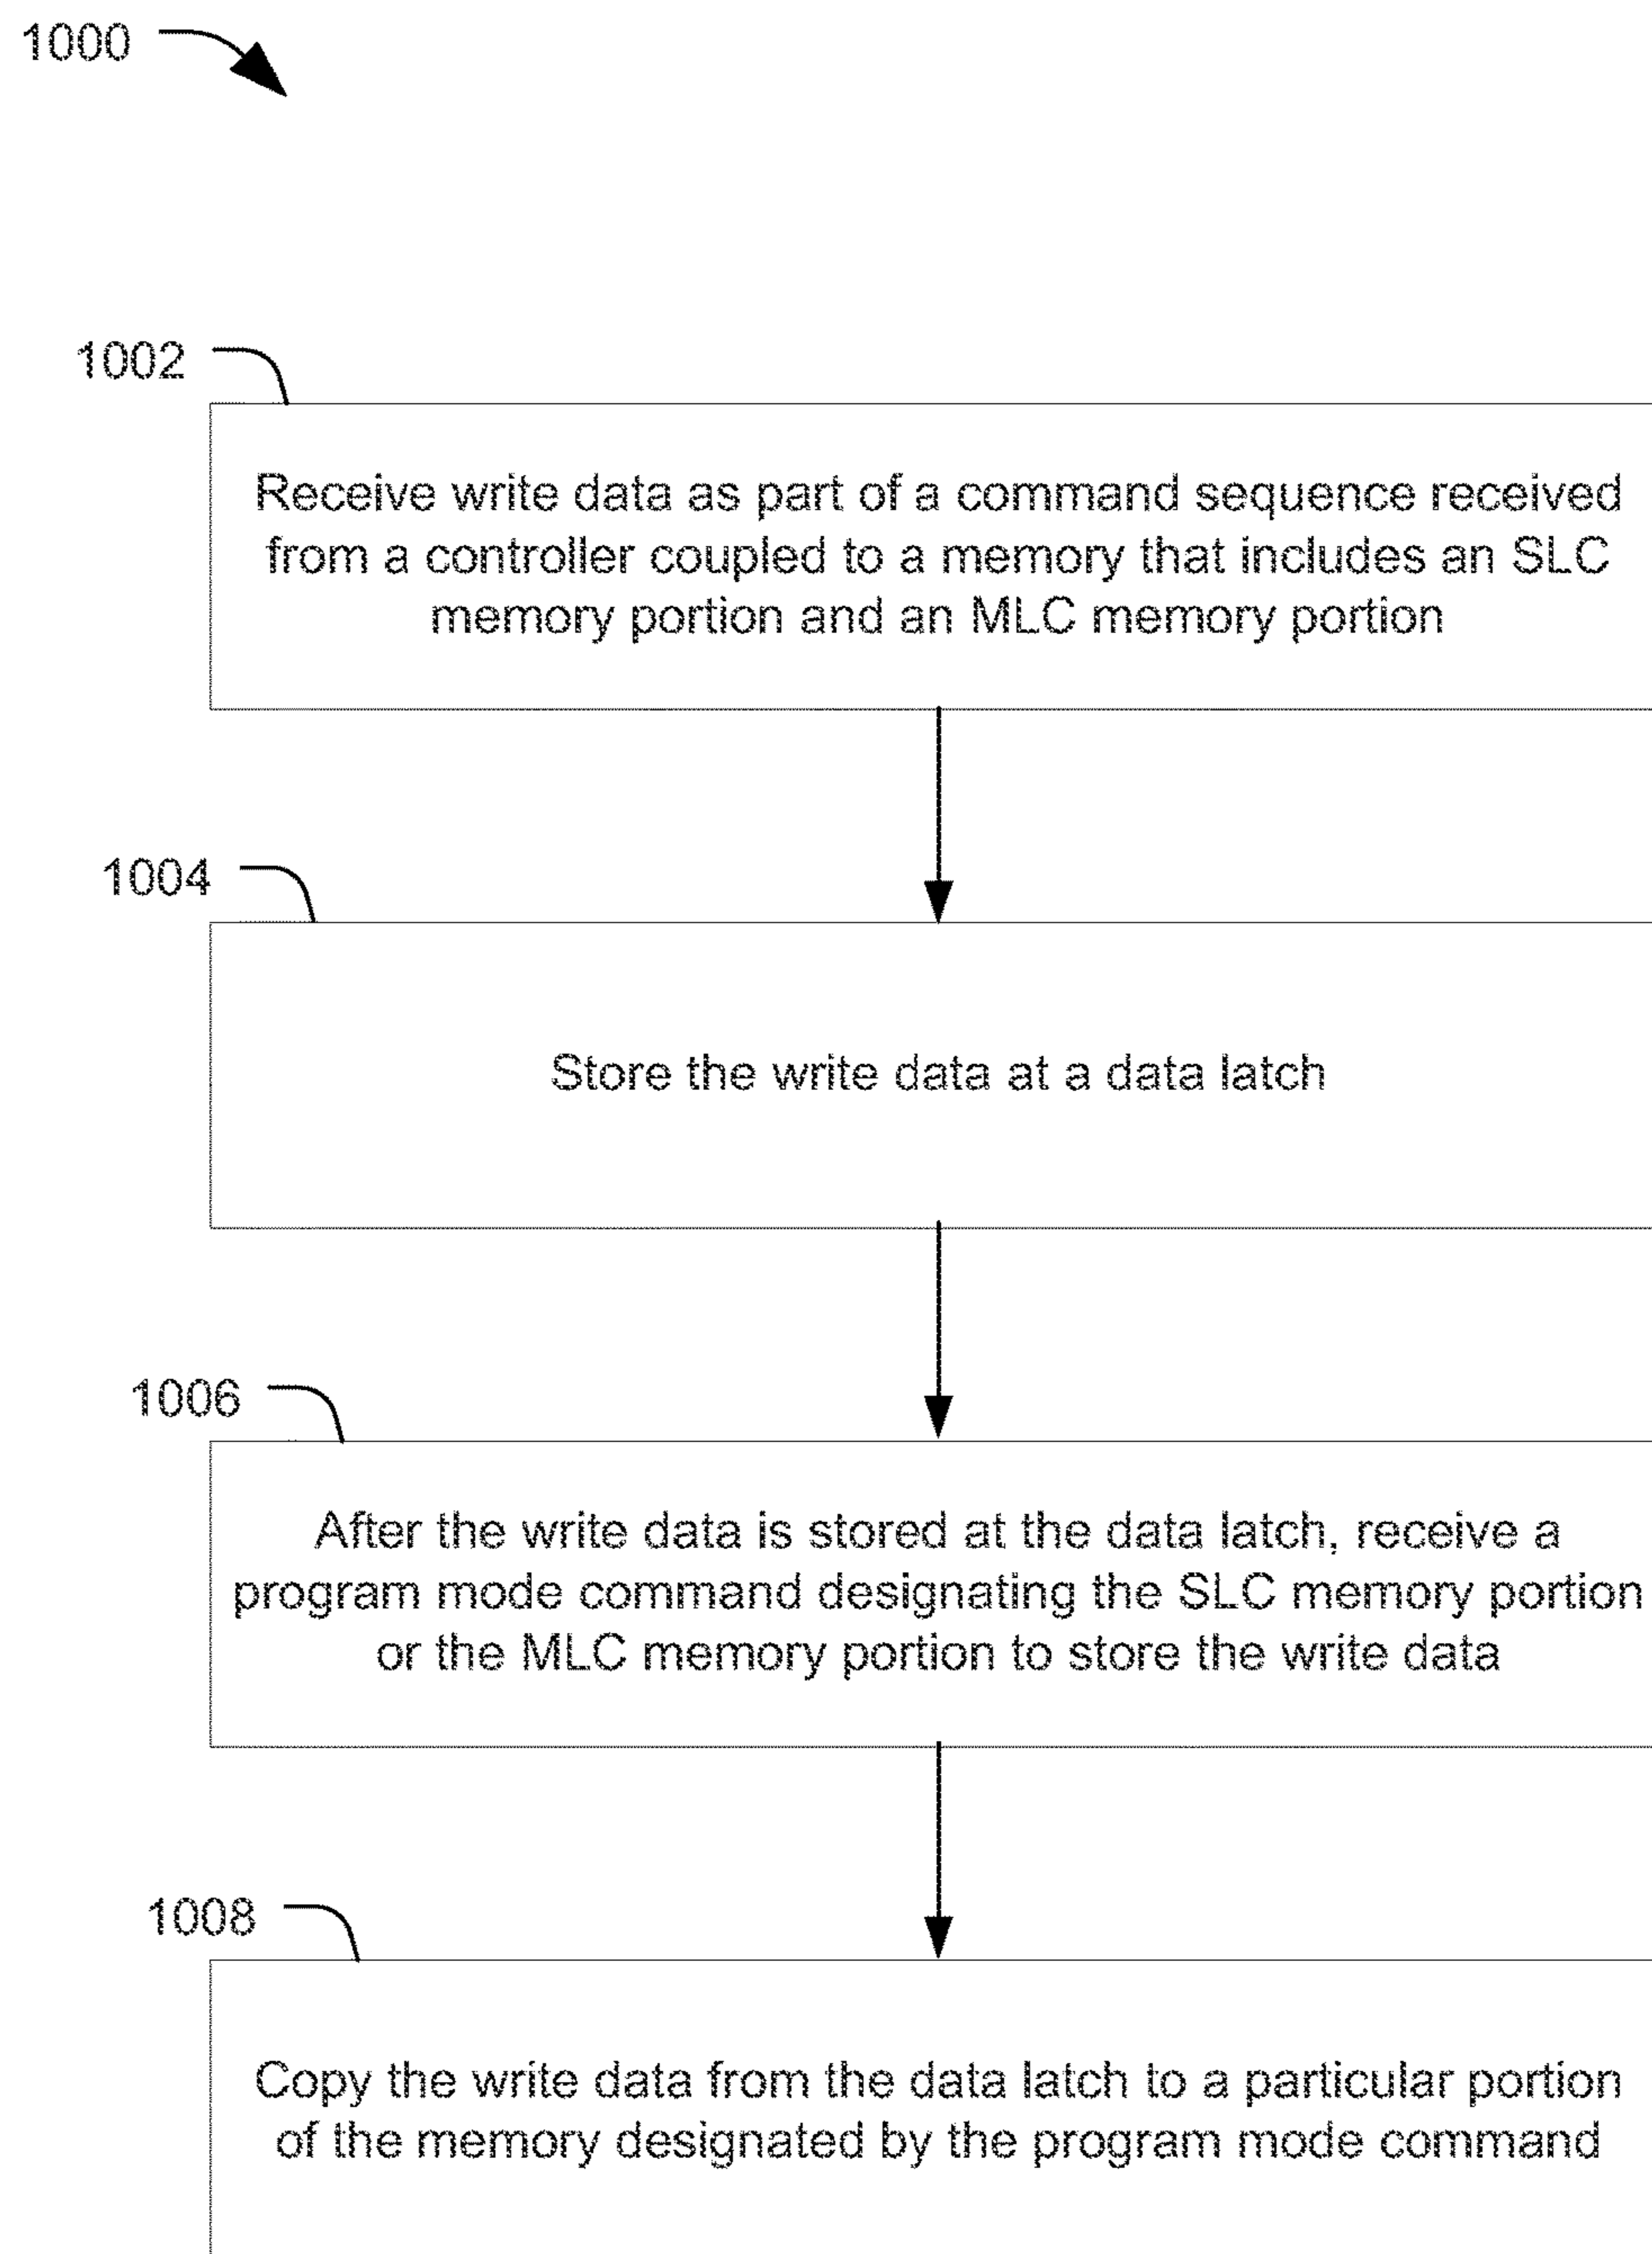 1000
1002
Receive write data as part of a command sequence received
from a controller coupled to a memory that includes an SLC
memory portion and an MLC memory portion
1004
Store the write data at a data latch
1006
After the write data is stored at the data latch, receive a
program mode command designating the SLC memory portion
or the MLC memory portion to store the write data
1008
Copy the write data from the data latch to a particular portion
of the memory designated by the program mode command